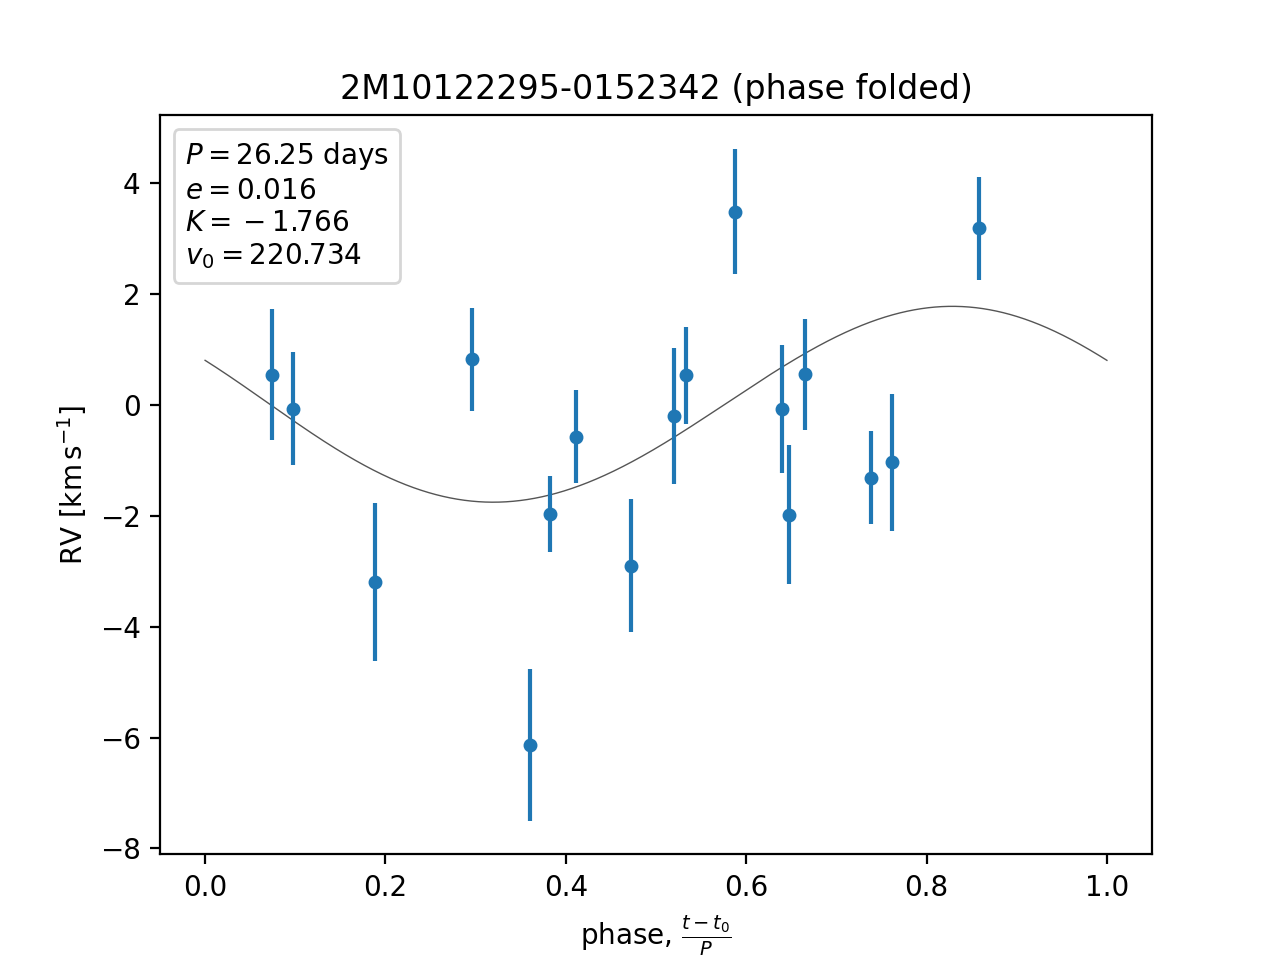 2M10122295-0152342 (phase folded)
P = 26.25 days
e = 0.016
K = −1.766
v₀ = 220.734
4
2
0
−2
−4
−6
−8
RV [km s⁻¹]
0.0 0.2 0.4 0.6 0.8 1.0
phase, (t − t₀)/P